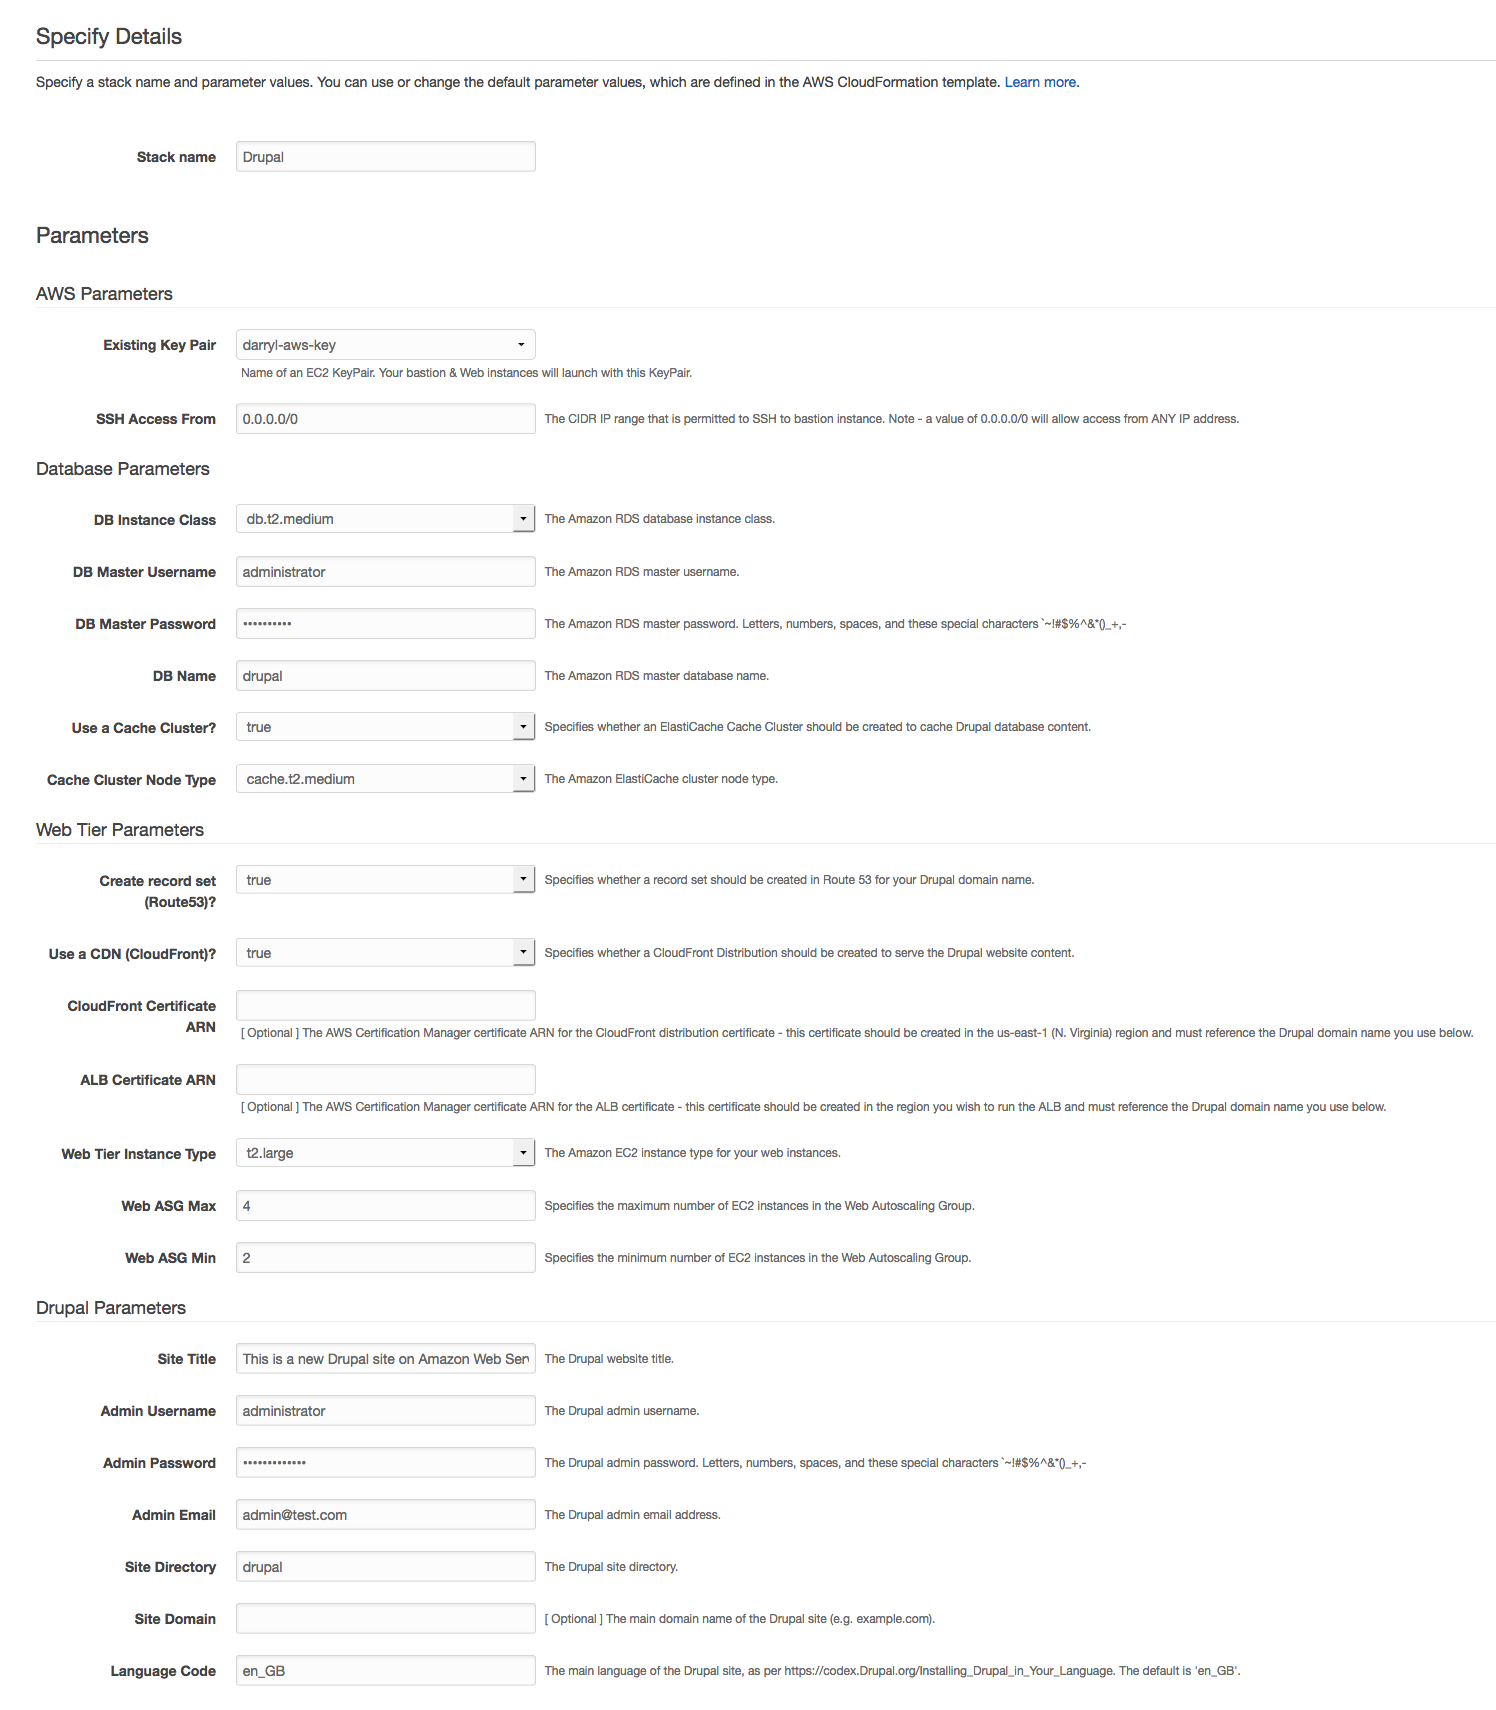 Specify Details
Specify a stack name and parameter values. You can use or change the default parameter values, which are defined in the AWS CloudFormation template. Learn more.
Stack name Drupal
Parameters
AWS Parameters
Existing Key Pair darryl-aws-key
Name of an EC2 KeyPair. Your bastion & Web instances will launch with this KeyPair.
SSH Access From 0.0.0.0/0 The CIDR IP range that is permitted to SSH to bastion instance. Note - a value of 0.0.0.0/0 will allow access from ANY IP address.
Database Parameters
DB Instance Class db.t2.medium The Amazon RDS database instance class.
DB Master Username administrator The Amazon RDS master username.
DB Master Password •••••••••• The Amazon RDS master password. Letters, numbers, spaces, and these special characters `~!#$%^&*()_+,-
DB Name drupal The Amazon RDS master database name.
Use a Cache Cluster? true Specifies whether an ElastiCache Cache Cluster should be created to cache Drupal database content.
Cache Cluster Node Type cache.t2.medium The Amazon ElastiCache cluster node type.
Web Tier Parameters
Create record set true Specifies whether a record set should be created in Route 53 for your Drupal domain name.
(Route53)?
Use a CDN (CloudFront)? true Specifies whether a CloudFront Distribution should be created to serve the Drupal website content.
CloudFront Certificate
ARN
[ Optional ] The AWS Certification Manager certificate ARN for the CloudFront distribution certificate - this certificate should be created in the us-east-1 (N. Virginia) region and must reference the Drupal domain name you use below.
ALB Certificate ARN
[ Optional ] The AWS Certification Manager certificate ARN for the ALB certificate - this certificate should be created in the region you wish to run the ALB and must reference the Drupal domain name you use below.
Web Tier Instance Type t2.large The Amazon EC2 instance type for your web instances.
Web ASG Max 4 Specifies the maximum number of EC2 instances in the Web Autoscaling Group.
Web ASG Min 2 Specifies the minimum number of EC2 instances in the Web Autoscaling Group.
Drupal Parameters
Site Title This is a new Drupal site on Amazon Web Serv The Drupal website title.
Admin Username administrator The Drupal admin username.
Admin Password ••••••••••••• The Drupal admin password. Letters, numbers, spaces, and these special characters `~!#$%^&*()_+,-
Admin Email admin@test.com The Drupal admin email address.
Site Directory drupal The Drupal site directory.
Site Domain [ Optional ] The main domain name of the Drupal site (e.g. example.com).
Language Code en_GB The main language of the Drupal site, as per https://codex.Drupal.org/Installing_Drupal_in_Your_Language. The default is 'en_GB'.